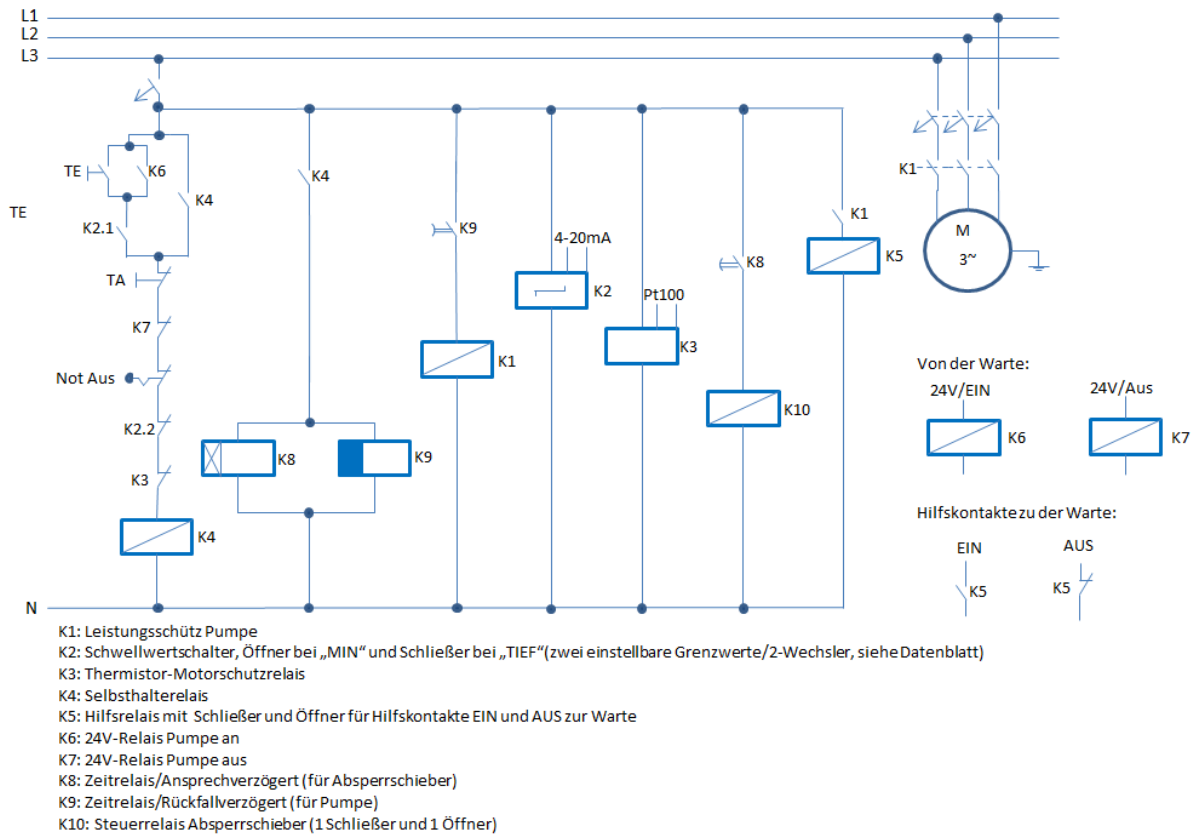 L1
L2
L3
TE
K6
K4
TE
K2.1
TA
K7
Not Aus
K2.2
K3
K4
K4
K8
K9
K9
K1
4-20mA
K2
Pt100
K3
K8
K10
K1
K5
K1
M
3~
Von der Warte:
24V/EIN
K6
24V/Aus
K7
Hilfskontakte zu der Warte:
EIN
K5
AUS
K5
N
K1: Leistungsschütz Pumpe
K2: Schwellwertschalter, Öffner bei „MIN“ und Schließer bei „TIEF“(zwei einstellbare Grenzwerte/2-Wechsler, siehe Datenblatt)
K3: Thermistor-Motorschutzrelais
K4: Selbsthalterelais
K5: Hilfsrelais mit Schließer und Öffner für Hilfskontakte EIN und AUS zur Warte
K6: 24V-Relais Pumpe an
K7: 24V-Relais Pumpe aus
K8: Zeitrelais/Ansprechverzögert (für Absperrschieber)
K9: Zeitrelais/Rückfallverzögert (für Pumpe)
K10: Steuerrelais Absperrschieber (1 Schließer und 1 Öffner)